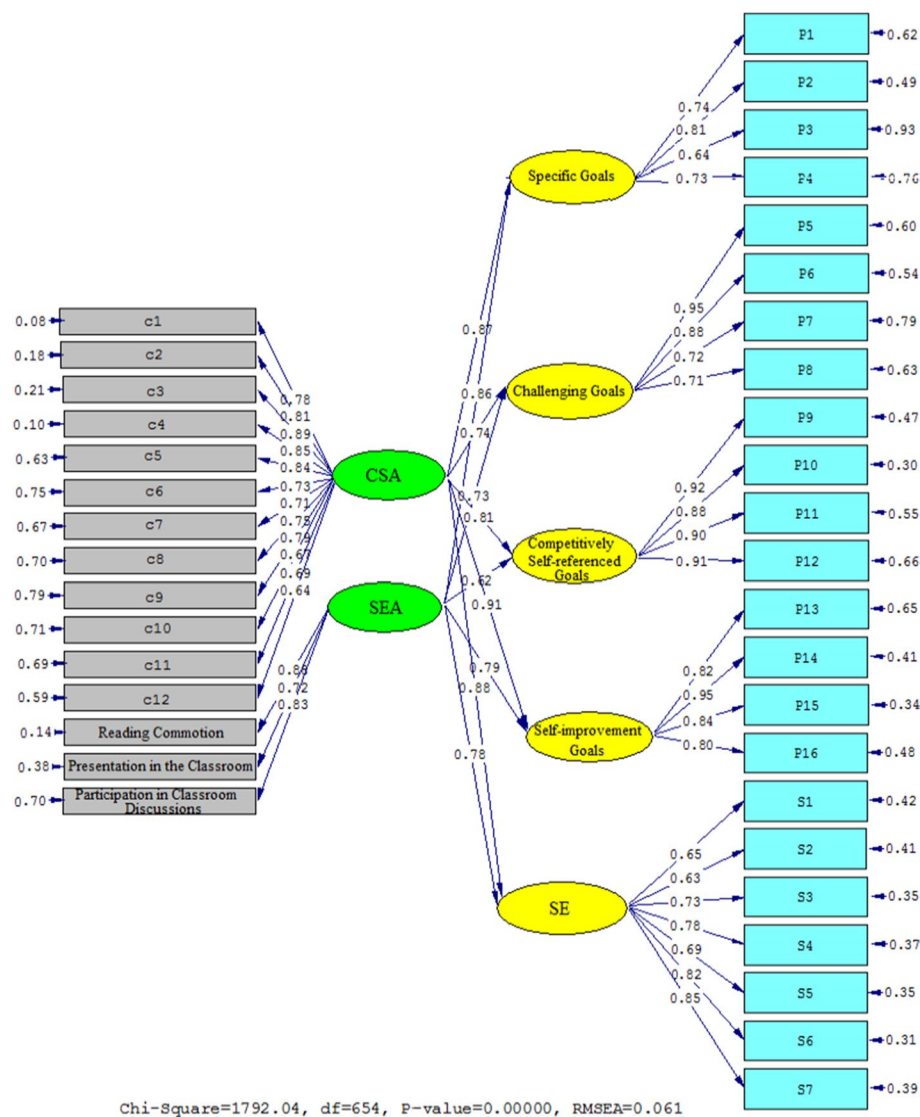 P1
0.62
P2
0.49
P3
0.93
P4
0.76
P5
0.60
P6
0.54
P7
0.79
P8
0.63
P9
0.47
P10
0.30
P11
0.55
P12
0.66
P13
0.65
P14
0.41
P15
0.34
P16
0.48
S1
0.42
S2
0.41
S3
0.35
S4
0.37
S5
0.35
S6
0.31
S7
0.39
0.74
0.81
0.64
0.73
Specific Goals
0.95
0.88
0.72
0.71
Challenging Goals
0.92
0.88
0.90
0.91
Competitively
Self-referenced
Goals
0.82
0.95
0.84
0.80
Self-improvement
Goals
0.65
0.63
0.73
0.78
0.69
0.82
0.85
SE
0.87
0.86
0.74
0.73
0.81
0.62
0.91
0.79
0.88
0.78
CSA
SEA
0.08
c1
0.18
c2
0.21
c3
0.10
c4
0.63
c5
0.75
c6
0.67
c7
0.70
c8
0.79
c9
0.71
c10
0.69
c11
0.59
c12
0.14
Reading Commotion
0.38
Presentation in the Classroom
0.70
Participation in Classroom
Discussions
0.78
0.81
0.89
0.85
0.84
0.73
0.71
0.79
0.67
0.69
0.64
0.72
0.83
Chi-Square=1792.04, df=654, P-value=0.00000, RMSEA=0.061